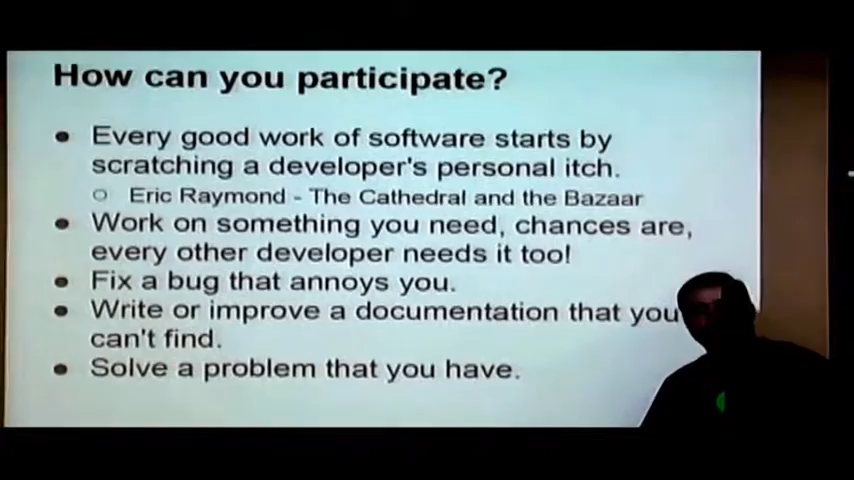 How can you participate?
● Every good work of software starts by
scratching a developer's personal itch.
○ Eric Raymond - The Cathedral and the Bazaar
● Work on something you need, chances are,
every other developer needs it too!
● Fix a bug that annoys you.
● Write or improve a documentation that you
can't find.
● Solve a problem that you have.